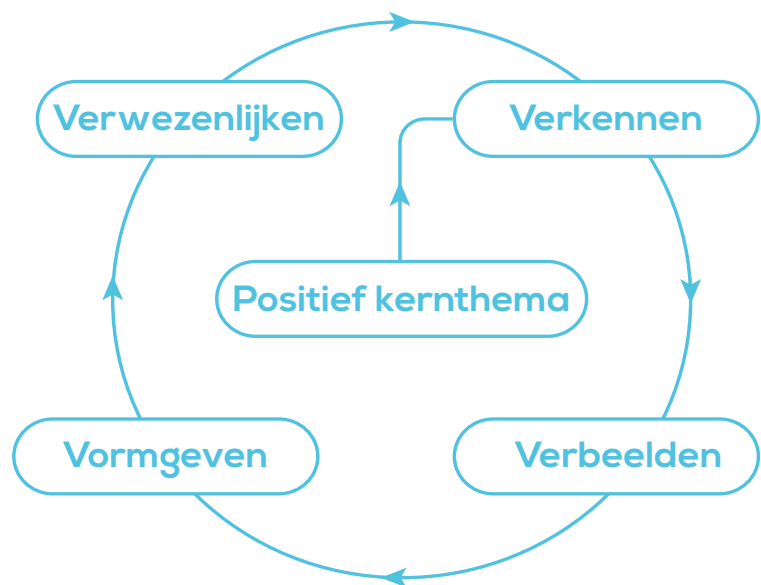 Verwezenlijken
Verkennen
Positief kernthema
Vormgeven
Verbeelden